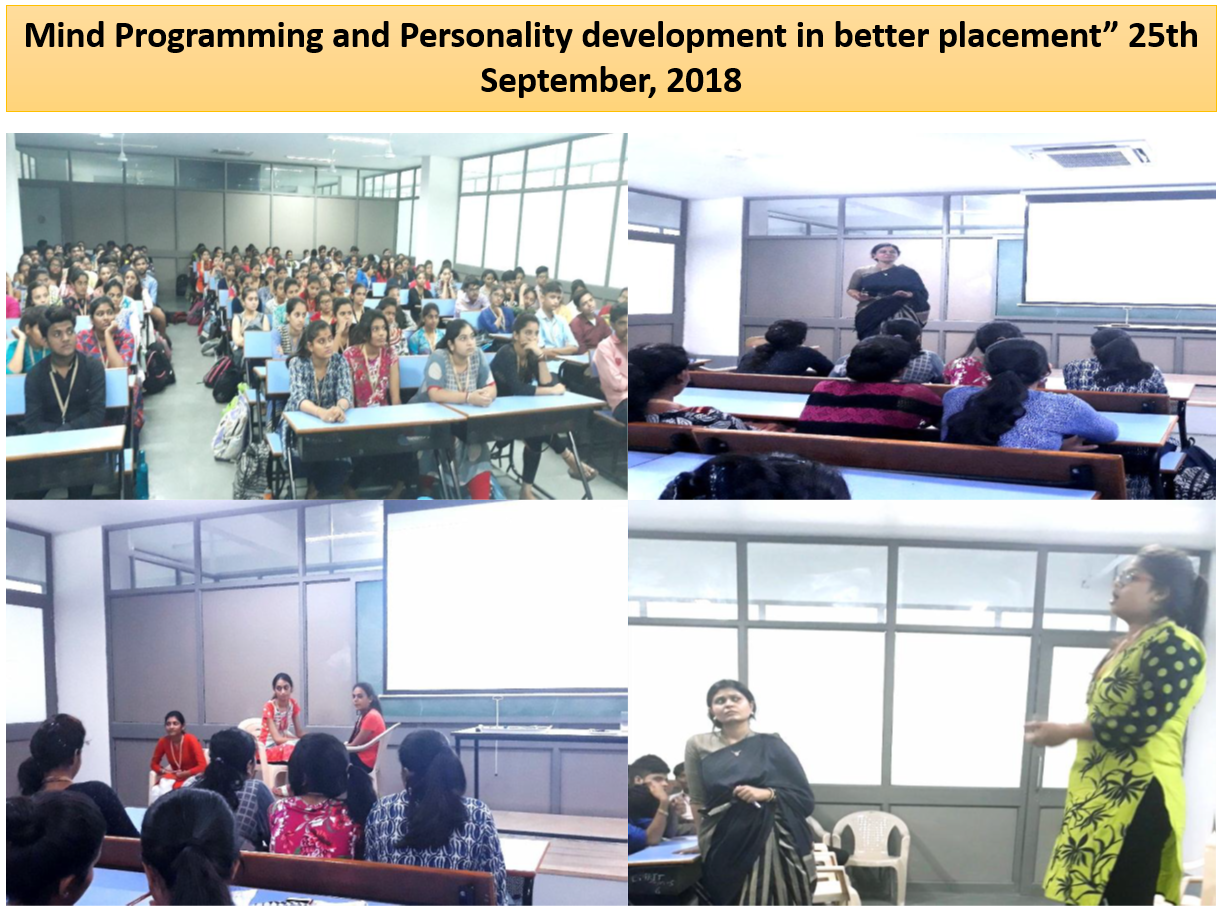 Mind Programming and Personality development in better placement” 25th
September, 2018